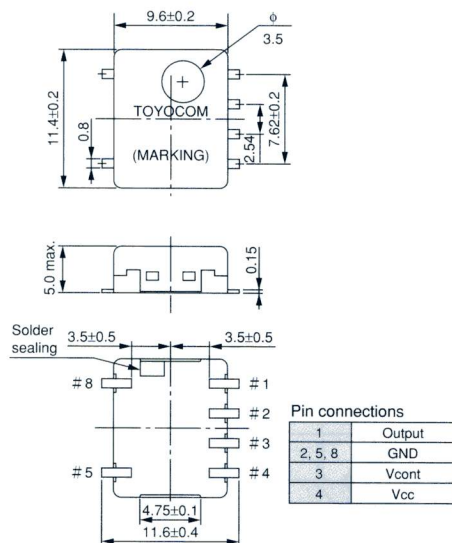 9.6±0.2
φ
3.5
11.4±0.2
0.8
TOYOCOM
(MARKING)
2.54
7.62±0.2
5.0 max.
0.15
Solder
sealing
3.5±0.5
3.5±0.5
#8
#1
#2
#3
#5
#4
4.75±0.1
11.6±0.4
Pin connections
1 Output
2, 5, 8 GND
3 Vcont
4 Vcc